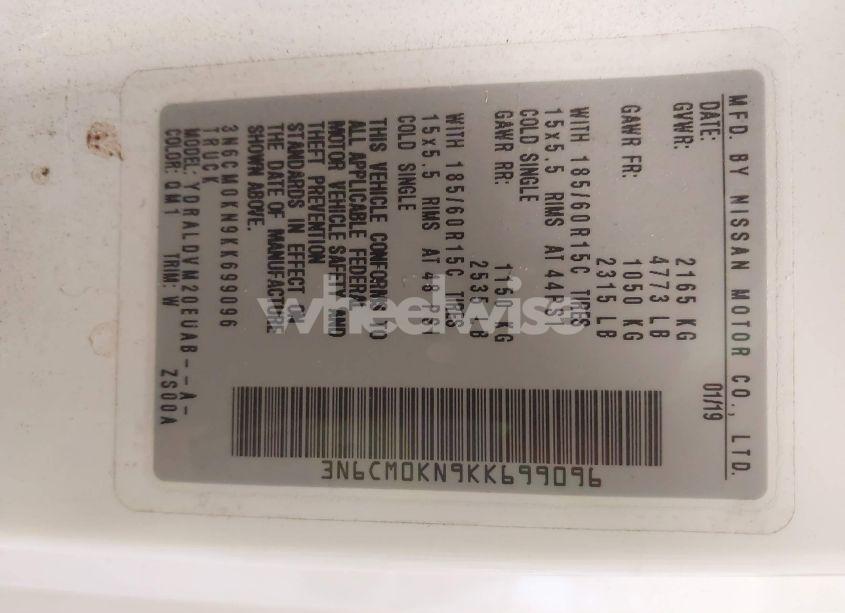 MFD. BY NISSAN MOTOR CO., LTD.
DATE: 01/19
GVWR: 2165 KG
4773 LB
GAWR FR: 1050 KG
2315 LB
WITH 185/60R15C TIRES
15x5.5 RIMS AT 44PSI
COLD SINGLE
GAWR RR: 1150 KG
2535 LB
WITH 185/60R15C TIRES
15x5.5 RIMS AT 48 PSI
COLD SINGLE
THIS VEHICLE CONFORMS TO
ALL APPLICABLE FEDERAL
MOTOR VEHICLE SAFETY AND
THEFT PREVENTION
STANDARDS IN EFFECT ON
THE DATE OF MANUFACTURE
SHOWN ABOVE.
3N6CM0KN9KK699096
TRUCK
MODEL: YDRALDVM20EUAB--A-
COLOR: QM1 TRIM: W ZS00A
3N6CM0KN9KK699096
wheelwise